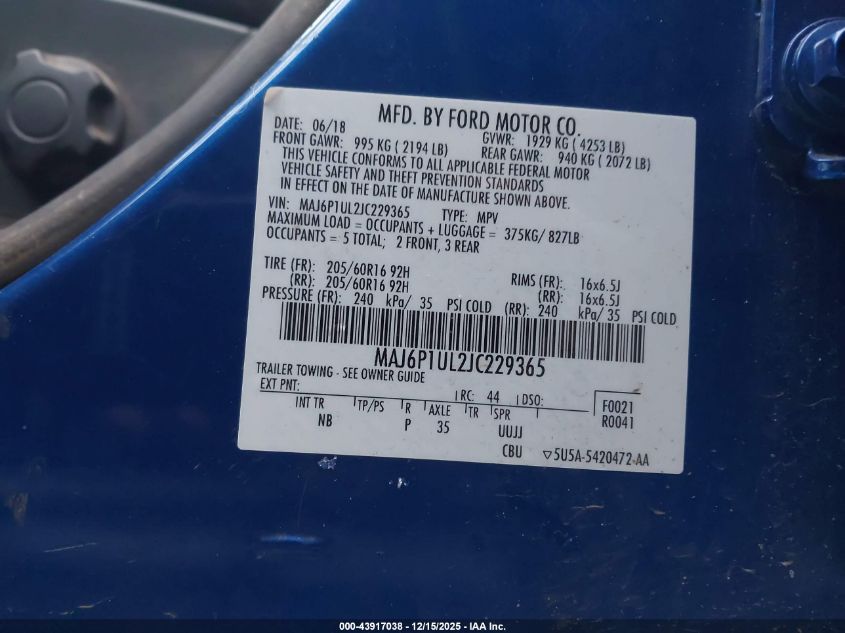 MFD. BY FORD MOTOR CO.
DATE: 06/18 GVWR: 1929 KG ( 4253 LB)
FRONT GAWR: 995 KG ( 2194 LB) REAR GAWR: 940 KG ( 2072 LB)
THIS VEHICLE CONFORMS TO ALL APPLICABLE FEDERAL MOTOR
VEHICLE SAFETY AND THEFT PREVENTION STANDARDS
IN EFFECT ON THE DATE OF MANUFACTURE SHOWN ABOVE.
VIN: MAJ6P1UL2JC229365 TYPE: MPV
MAXIMUM LOAD = OCCUPANTS + LUGGAGE = 375KG/ 827LB
OCCUPANTS = 5 TOTAL; 2 FRONT, 3 REAR
TIRE (FR): 205/60R16 92H RIMS (FR): 16x6.5J
(RR): 205/60R16 92H (RR): 16x6.5J
PRESSURE (FR): 240 kPa/ 35 PSI COLD (RR): 240 kPa/ 35 PSI COLD
MAJ6P1UL2JC229365
TRAILER TOWING - SEE OWNER GUIDE
EXT PNT: RC: 44 DSO: F0021
INT TR TP/PS R AXLE TR SPR R0041
NB P 35 UUJJ
CBU ▽5U5A-5420472-AA
000-43917038 - 12/15/2025 - IAA Inc.